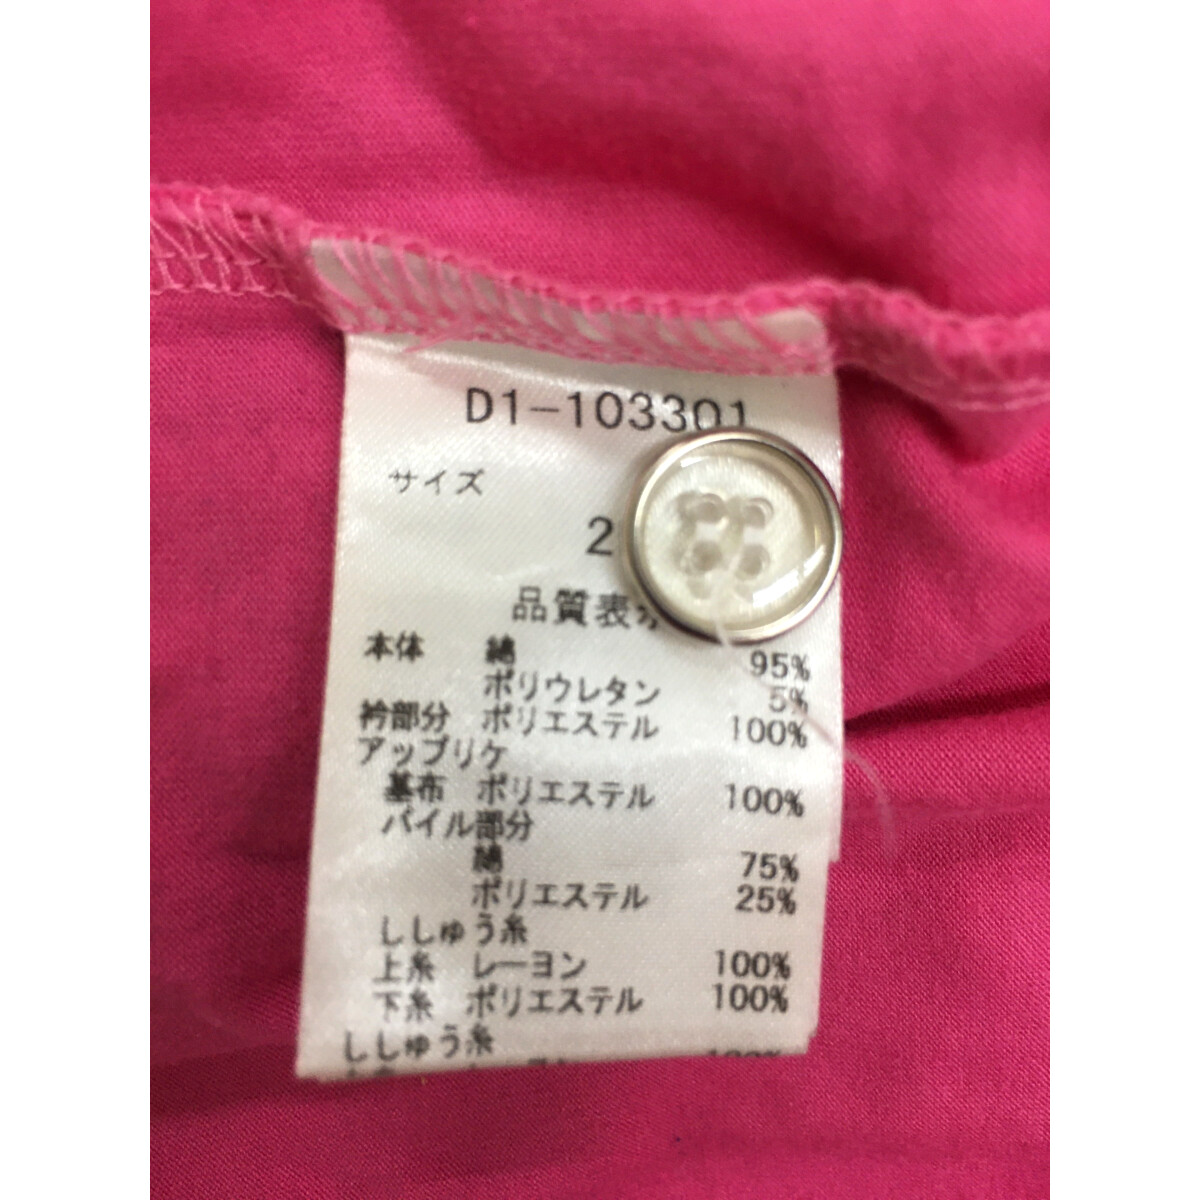 D1-103301
サイズ
2
品質表
本体 綿 95%
ポリウレタン 5%
衿部分 ポリエステル 100%
アップリケ
基布 ポリエステル 100%
パイル部分
綿 75%
ポリエステル 25%
ししゅう糸
上糸 レーヨン 100%
下糸 ポリエステル 100%
ししゅう糸